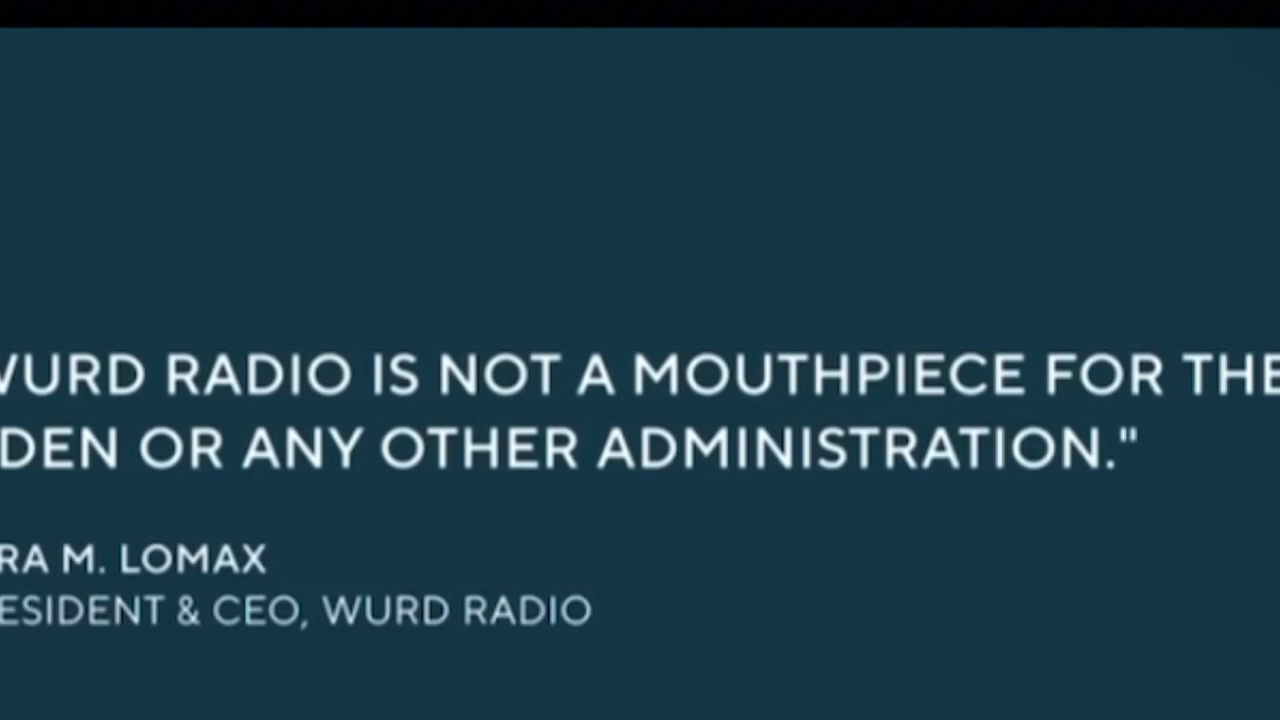 WURD RADIO IS NOT A MOUTHPIECE FOR THE
DEN OR ANY OTHER ADMINISTRATION."
RA M. LOMAX
ESIDENT & CEO, WURD RADIO